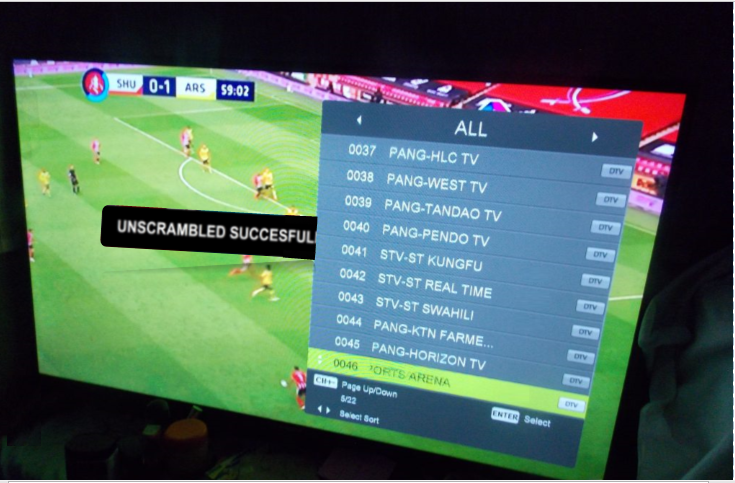 SHU 0-1 ARS 59:02
ALL
0037 PANG-HLC TV DTV
0038 PANG-WEST TV DTV
0039 PANG-TANDAO TV DTV
0040 PANG-PENDO TV DTV
0041 STV-ST KUNGFU DTV
0042 STV-ST REAL TIME DTV
0043 STV-ST SWAHILI DTV
0044 PANG-KTN FARME... DTV
0045 PANG-HORIZON TV DTV
0046 ARENA DTV
UNSCRAMBLED SUCCESFUL
CH+- Page Up/Down
5/22
ENTER Select
Select Sort